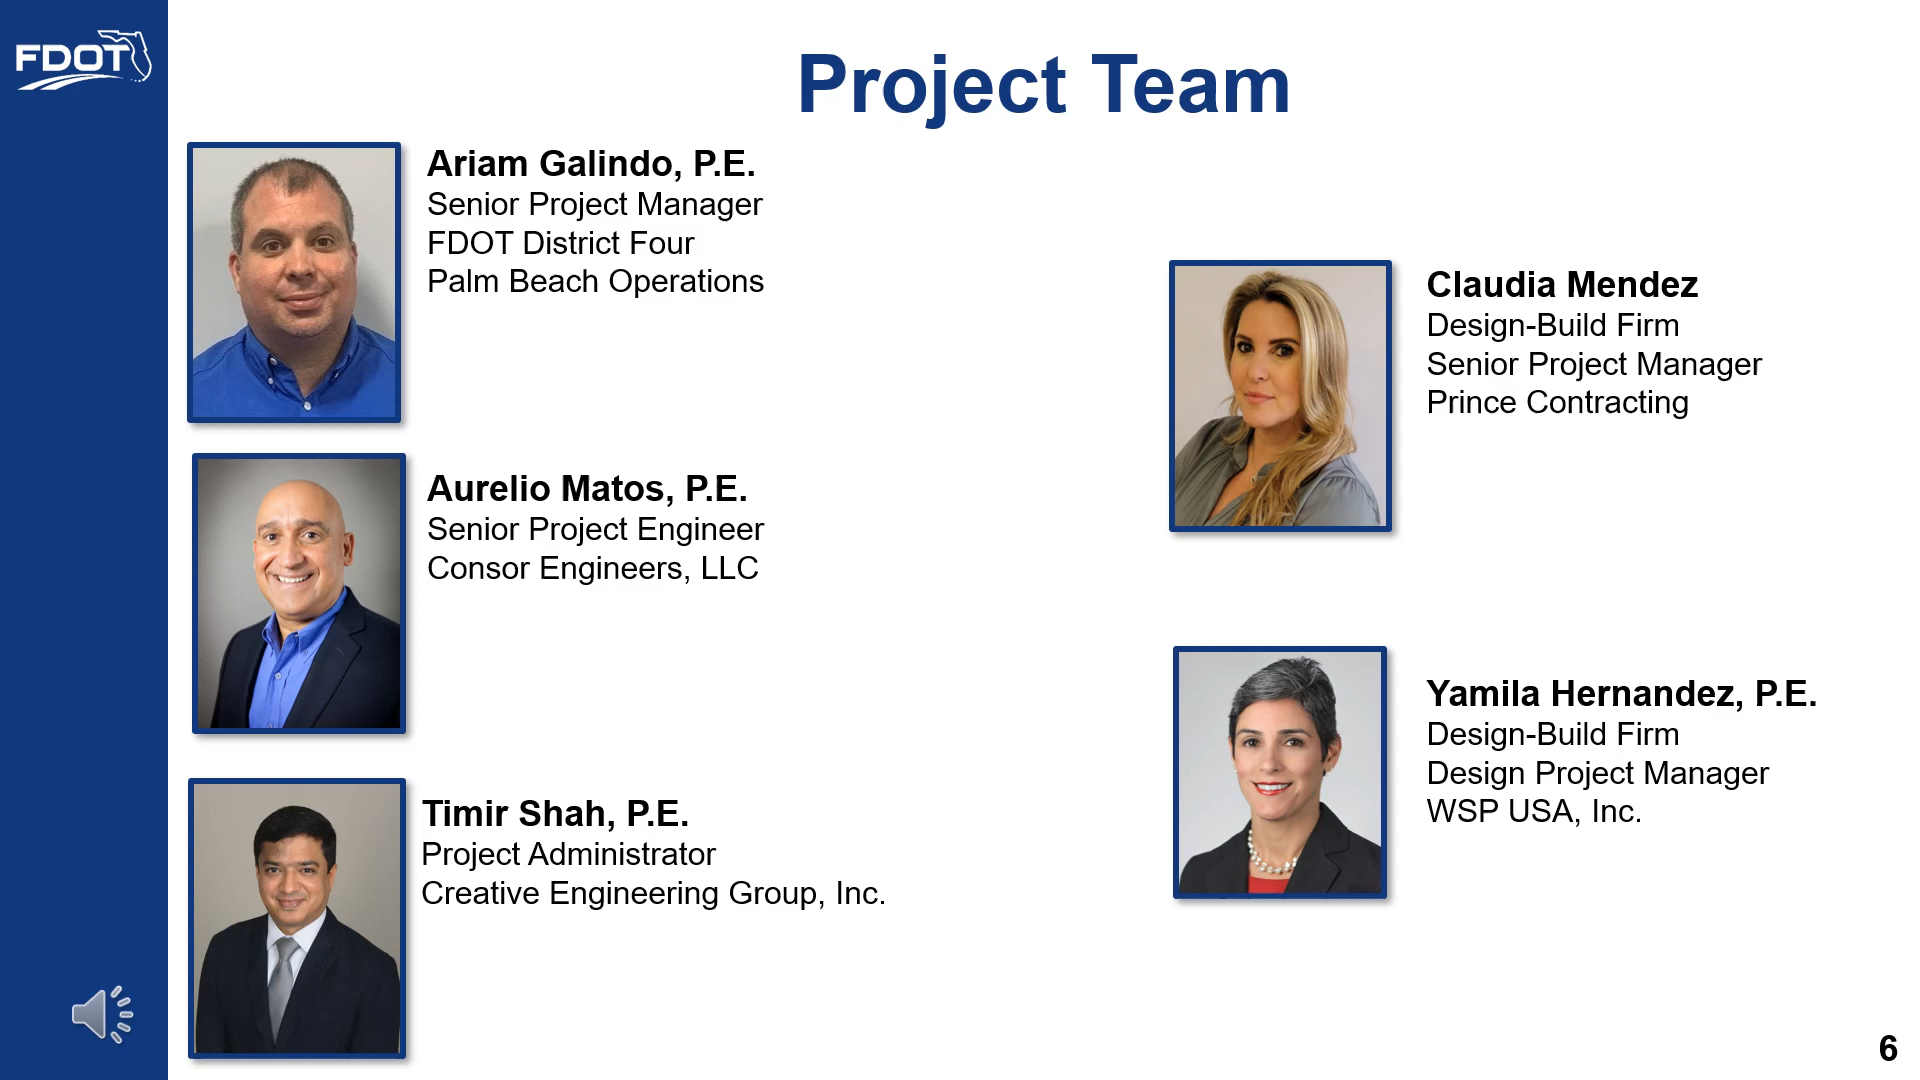 FDOT
Project Team
Ariam Galindo, P.E.
Senior Project Manager
FDOT District Four
Palm Beach Operations
Aurelio Matos, P.E.
Senior Project Engineer
Consor Engineers, LLC
Timir Shah, P.E.
Project Administrator
Creative Engineering Group, Inc.
Claudia Mendez
Design-Build Firm
Senior Project Manager
Prince Contracting
Yamila Hernandez, P.E.
Design-Build Firm
Design Project Manager
WSP USA, Inc.
6